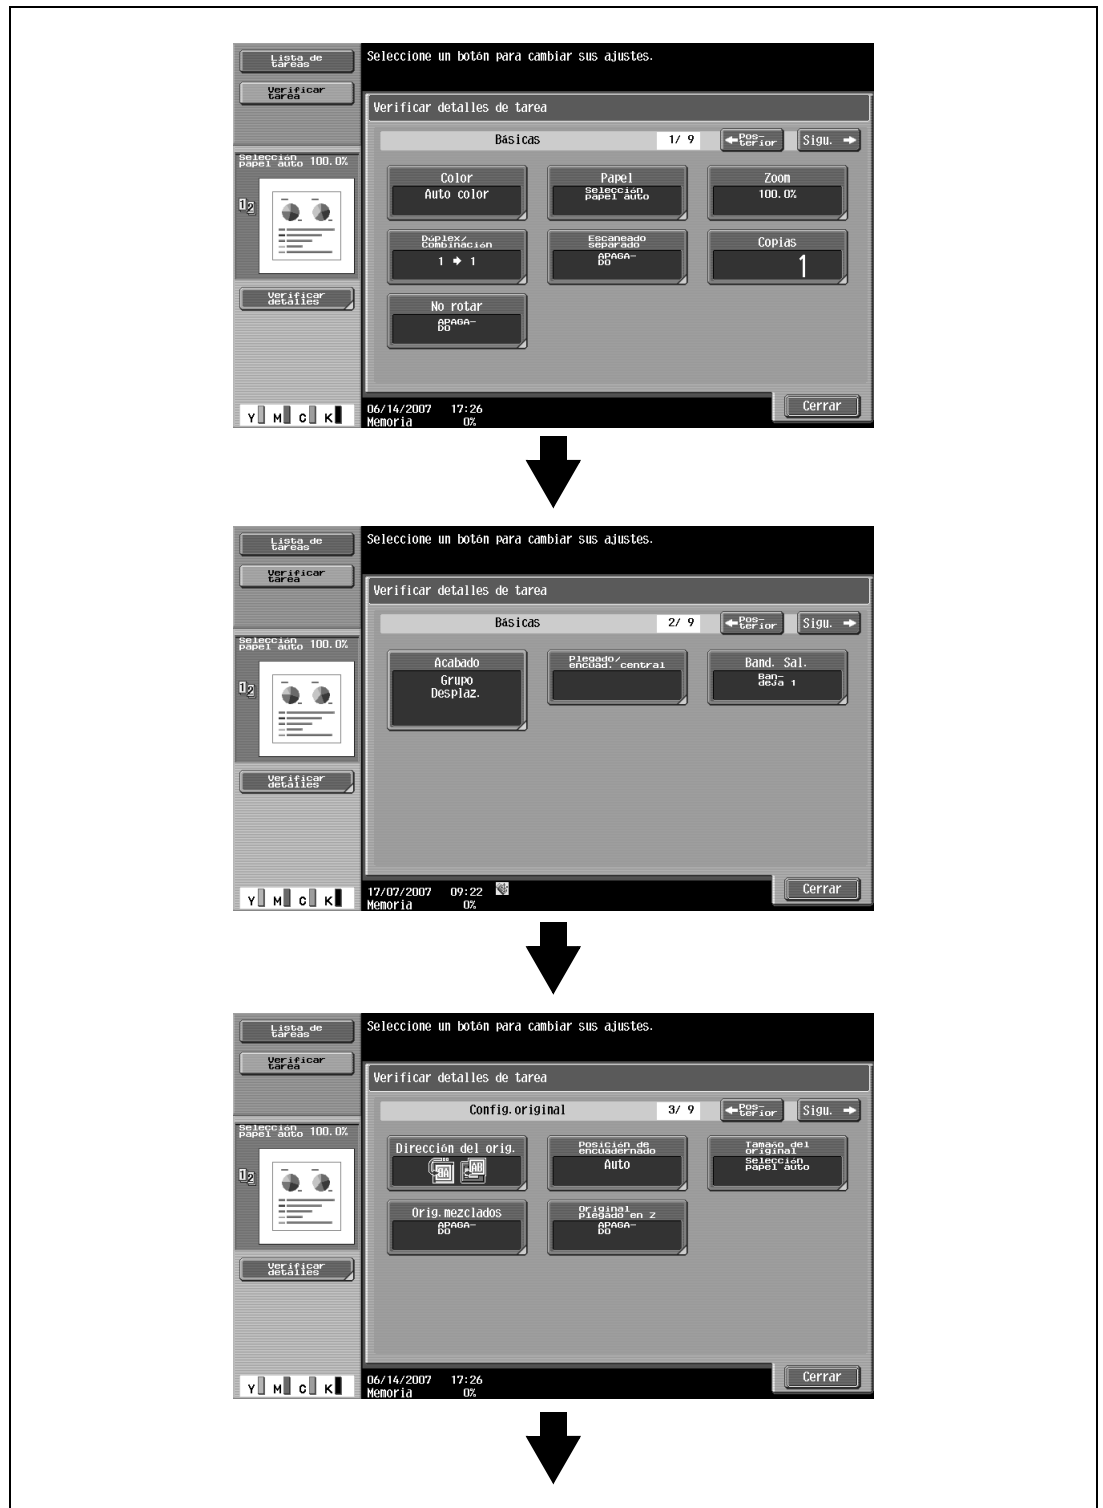 Lista de
tareas
Verificar
tarea
Selección
papel auto 100.0%
Verificar
detalles
Y M C K
Seleccione un botón para cambiar sus ajustes.
Verificar detalles de tarea
Básicas 1/ 9 Pos-
terior Sigu.
Color Papel Zoom
Auto color Selección
papel auto 100.0%
Dúplex/
Combinación Escaneado
separado Copias
1 1 APAGA-
DO 1
No rotar
APAGA-
DO
06/14/2007 17:26
Memoria 0%
Cerrar
Lista de
tareas
Verificar
tarea
Selección
papel auto 100.0%
Verificar
detalles
Y M C K
Seleccione un botón para cambiar sus ajustes.
Verificar detalles de tarea
Básicas 2/ 9 Pos-
terior Sigu.
Acabado Plegado/
encuad. central Band. Sal.
Grupo
Desplaz. Ban-
deja 1
17/07/2007 09:22
Memoria 0%
Cerrar
Lista de
tareas
Verificar
tarea
Selección
papel auto 100.0%
Verificar
detalles
Y M C K
Seleccione un botón para cambiar sus ajustes.
Verificar detalles de tarea
Config.original 3/ 9 Pos-
terior Sigu.
Dirección del orig. Posición de
encuadernado Tamaño del
original
Auto Selección
papel auto
Orig.mezclados Original
plegado en Z
APAGA-
DO APAGA-
DO
06/14/2007 17:26
Memoria 0%
Cerrar